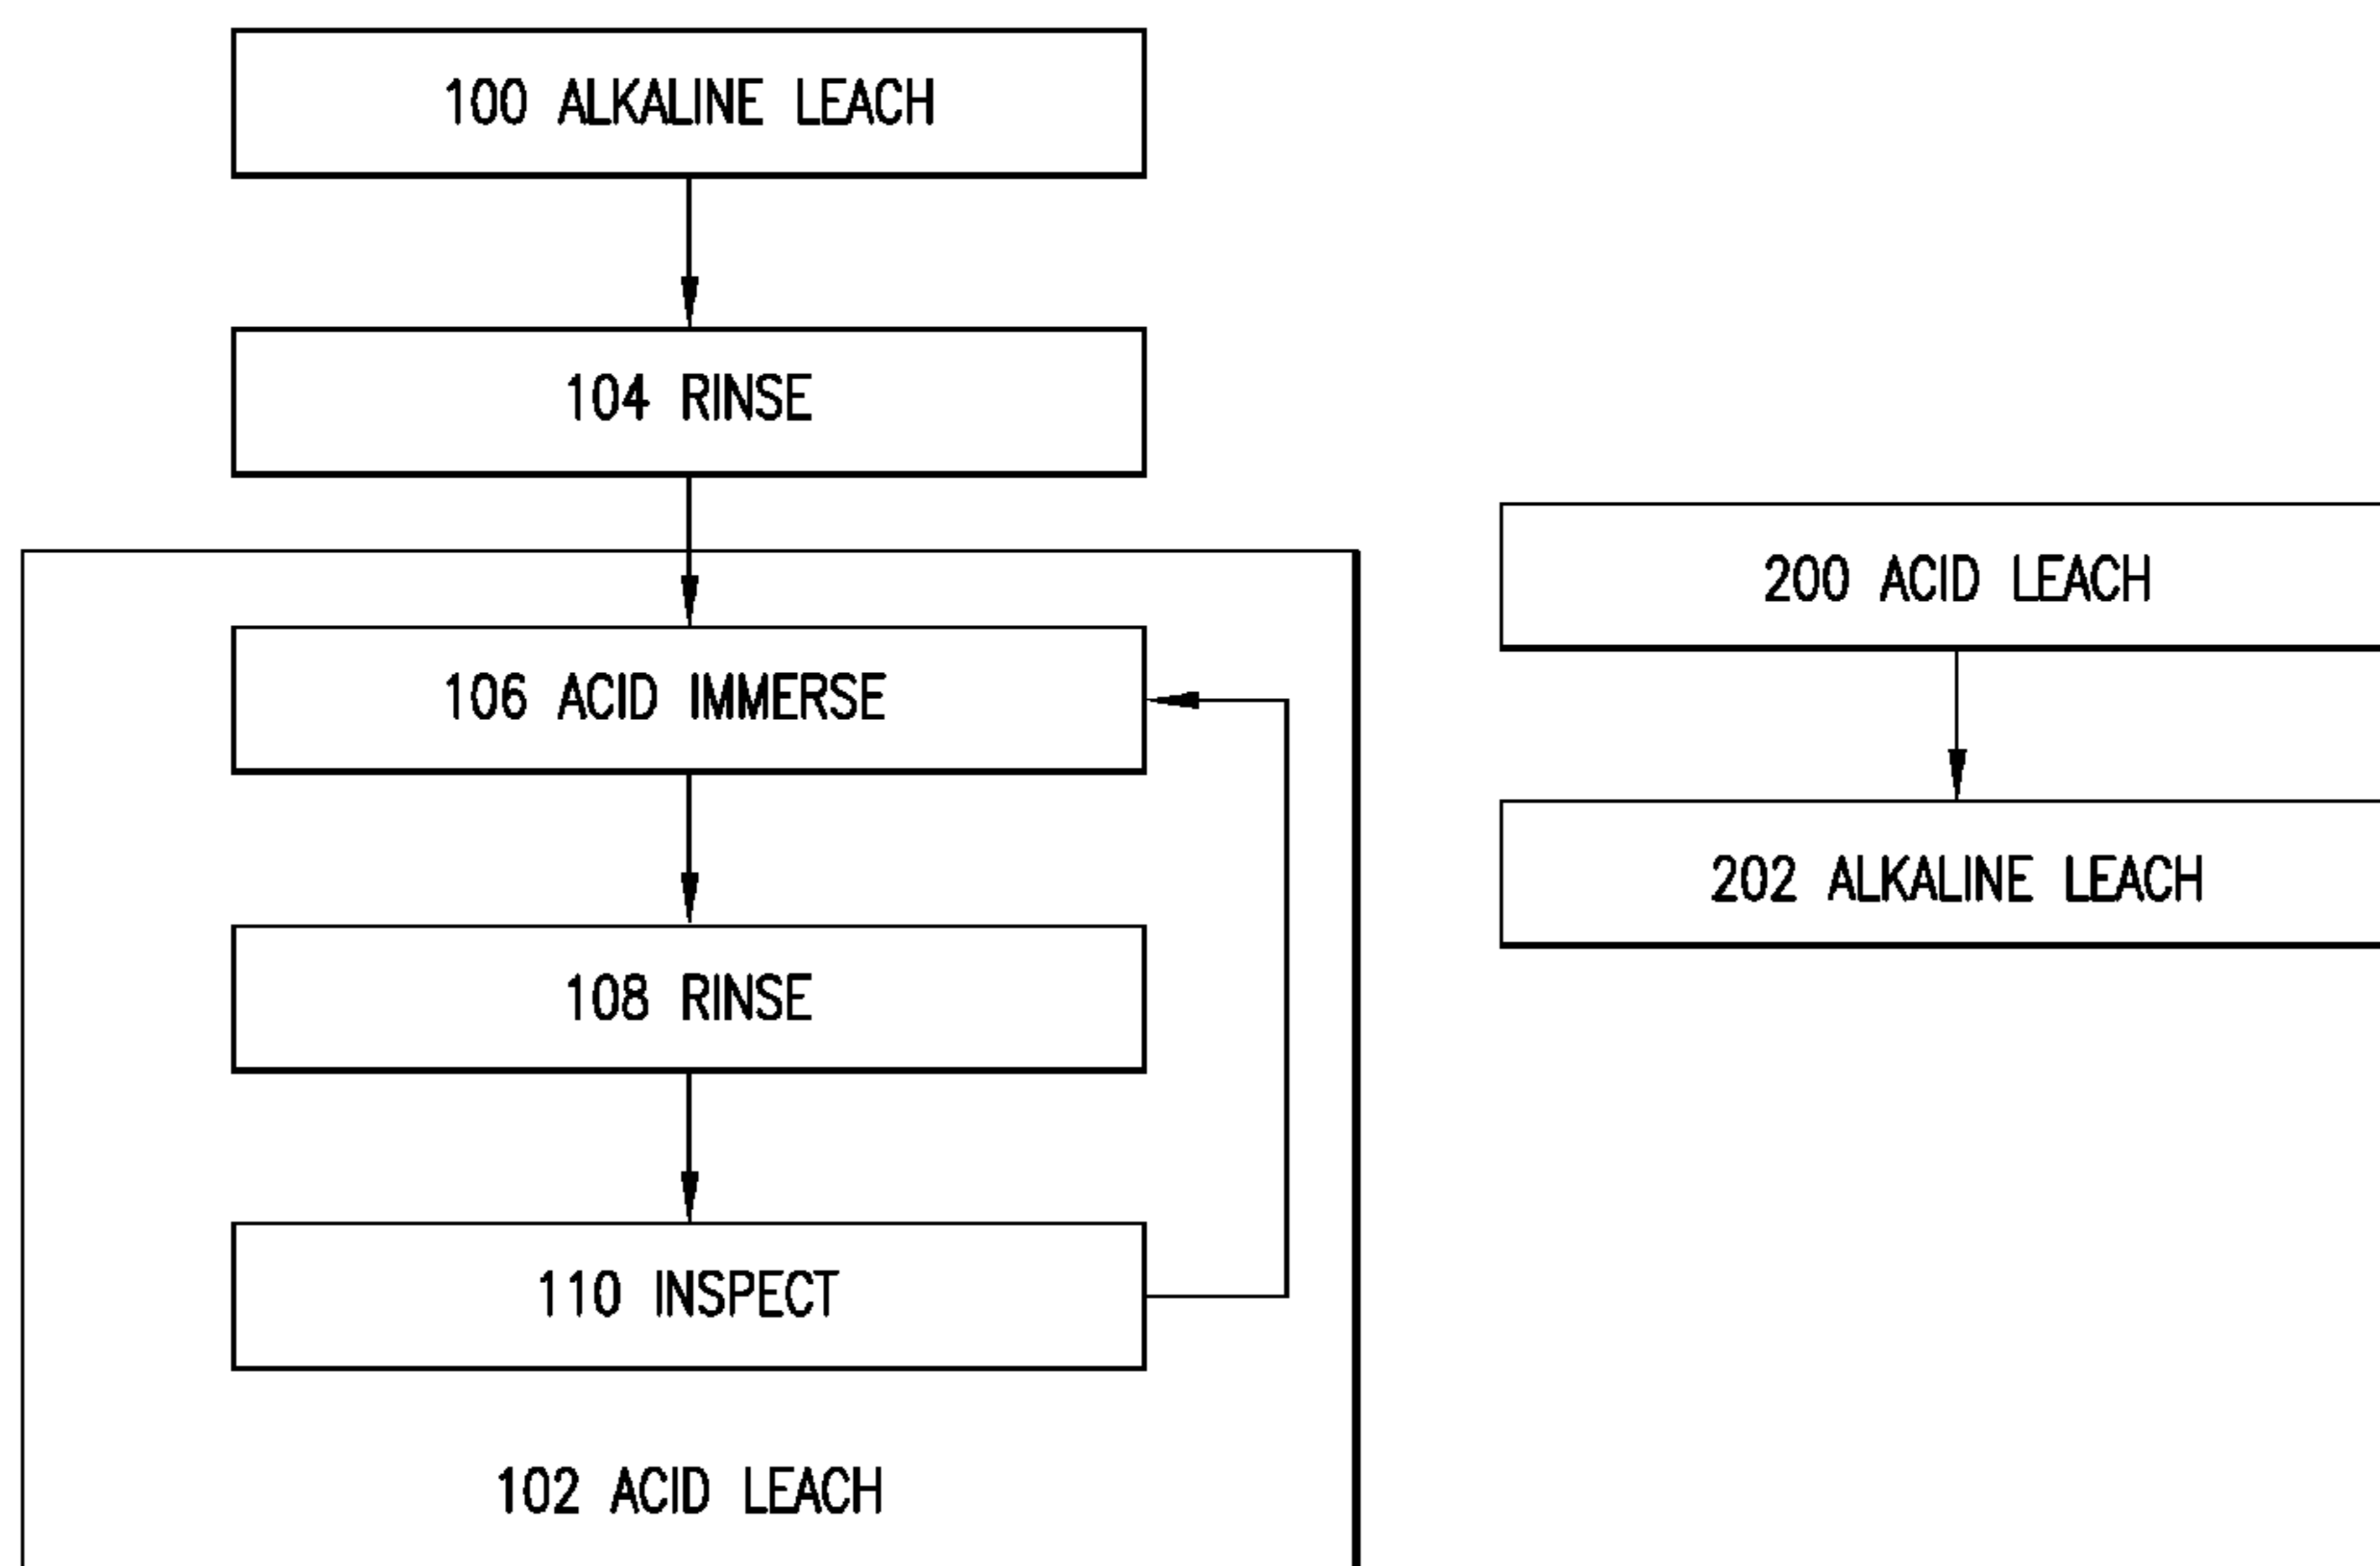 100 ALKALINE LEACH
104 RINSE
106 ACID IMMERSE
108 RINSE
110 INSPECT
102 ACID LEACH
200 ACID LEACH
202 ALKALINE LEACH